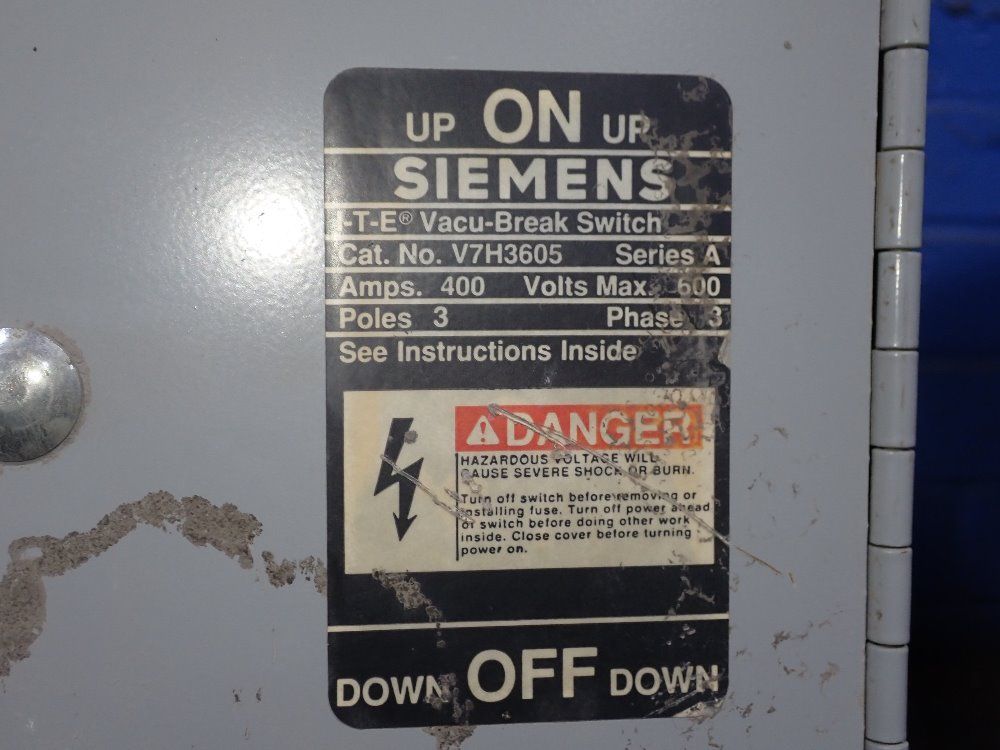 UP ON UP
SIEMENS
-T-E® Vacu-Break Switch
Cat. No. V7H3605 Series A
Amps. 400 Volts Max. 600
Poles 3 Phase 3
See Instructions Inside
DANGER
HAZARDOUS VOLTAGE WILL
CAUSE SEVERE SHOCK OR BURN.
Turn off switch before removing or
installing fuse. Turn off power ahead
of switch before doing other work
inside. Close cover before turning
power on.
DOWN OFF DOWN